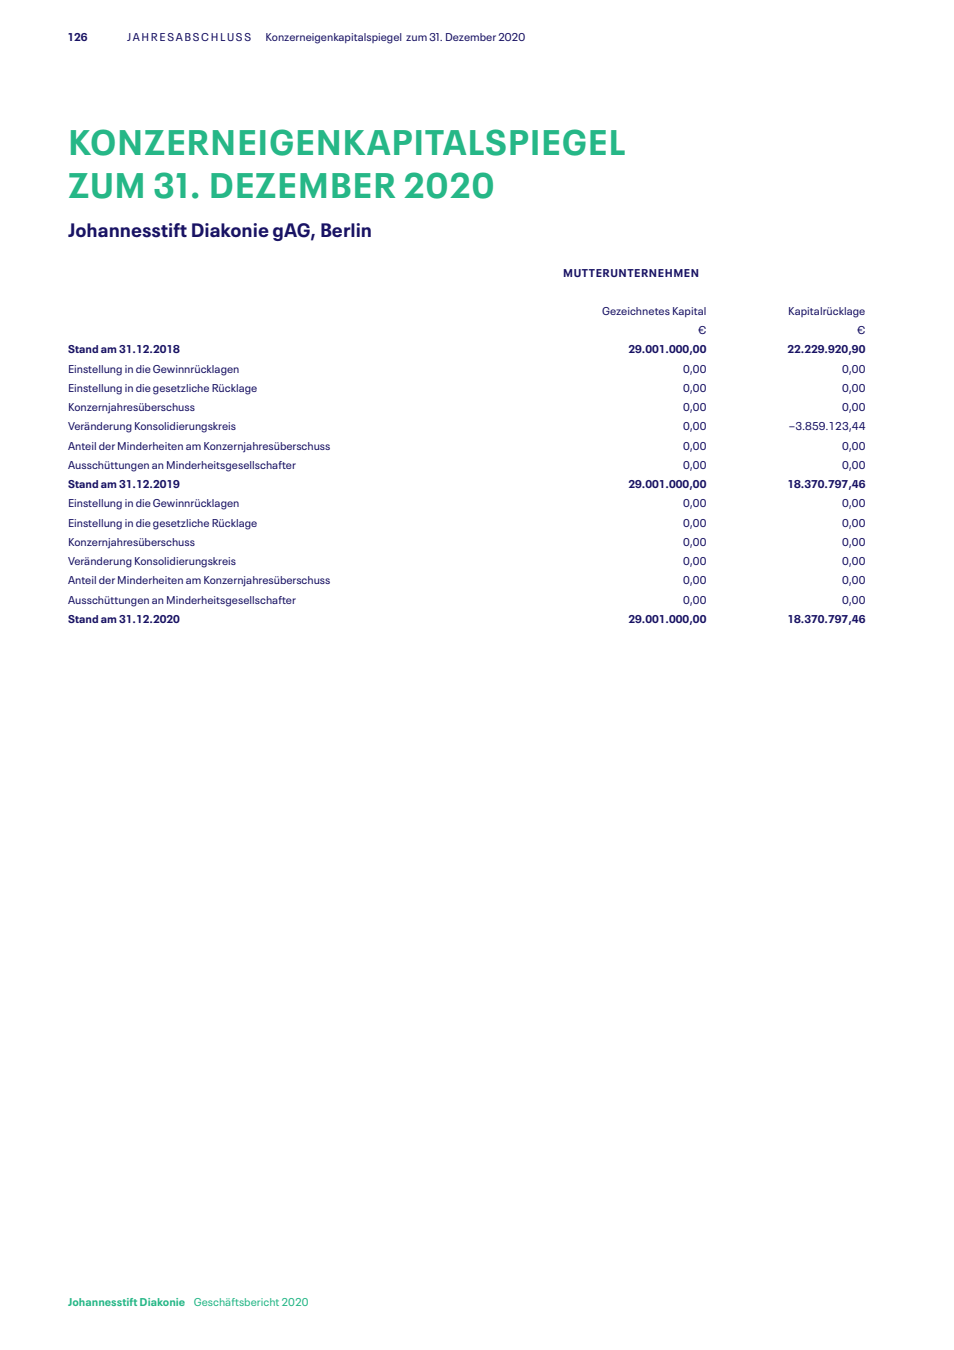 126 JAHRESABSCHLUSS Konzerneigenkapitalspiegel zum 31. Dezember 2020
KONZERNEIGENKAPITALSPIEGEL
ZUM 31. DEZEMBER 2020
Johannesstift Diakonie gAG, Berlin
MUTTERUNTERNEHMEN
Gezeichnetes Kapital Kapitalrücklage
€ €
Stand am 31.12.2018 29.001.000,00 22.229.920,90
Einstellung in die Gewinnrücklagen 0,00 0,00
Einstellung in die gesetzliche Rücklage 0,00 0,00
Konzernjahresüberschuss 0,00 0,00
Veränderung Konsolidierungskreis 0,00 –3.859.123,44
Anteil der Minderheiten am Konzernjahresüberschuss 0,00 0,00
Ausschüttungen an Minderheitsgesellschafter 0,00 0,00
Stand am 31.12.2019 29.001.000,00 18.370.797,46
Einstellung in die Gewinnrücklagen 0,00 0,00
Einstellung in die gesetzliche Rücklage 0,00 0,00
Konzernjahresüberschuss 0,00 0,00
Veränderung Konsolidierungskreis 0,00 0,00
Anteil der Minderheiten am Konzernjahresüberschuss 0,00 0,00
Ausschüttungen an Minderheitsgesellschafter 0,00 0,00
Stand am 31.12.2020 29.001.000,00 18.370.797,46
Johannesstift Diakonie Geschäftsbericht 2020